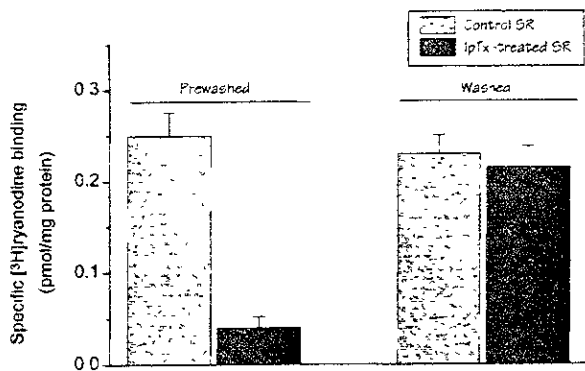 Control SR
IpTx-treated SR
Prewashed
Washed
Specific [³H]ryanodine binding
(pmol/mg protein)
0 3
0.2
0.1
0 0